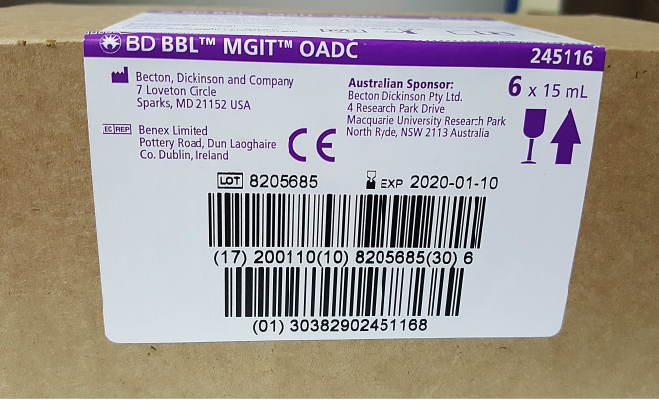 BD BBL™ MGIT™ OADC
245116
Becton, Dickinson and Company
7 Loveton Circle
Sparks, MD 21152 USA
EC REP
Benex Limited
Pottery Road, Dun Laoghaire
Co. Dublin, Ireland
CE
Australian Sponsor:
Becton Dickinson Pty Ltd.
4 Research Park Drive
Macquarie University Research Park
North Ryde, NSW 2113 Australia
6 x 15 mL
LOT 8205685
EXP 2020-01-10
(17) 200110(10) 8205685(30) 6
(01) 30382902451168